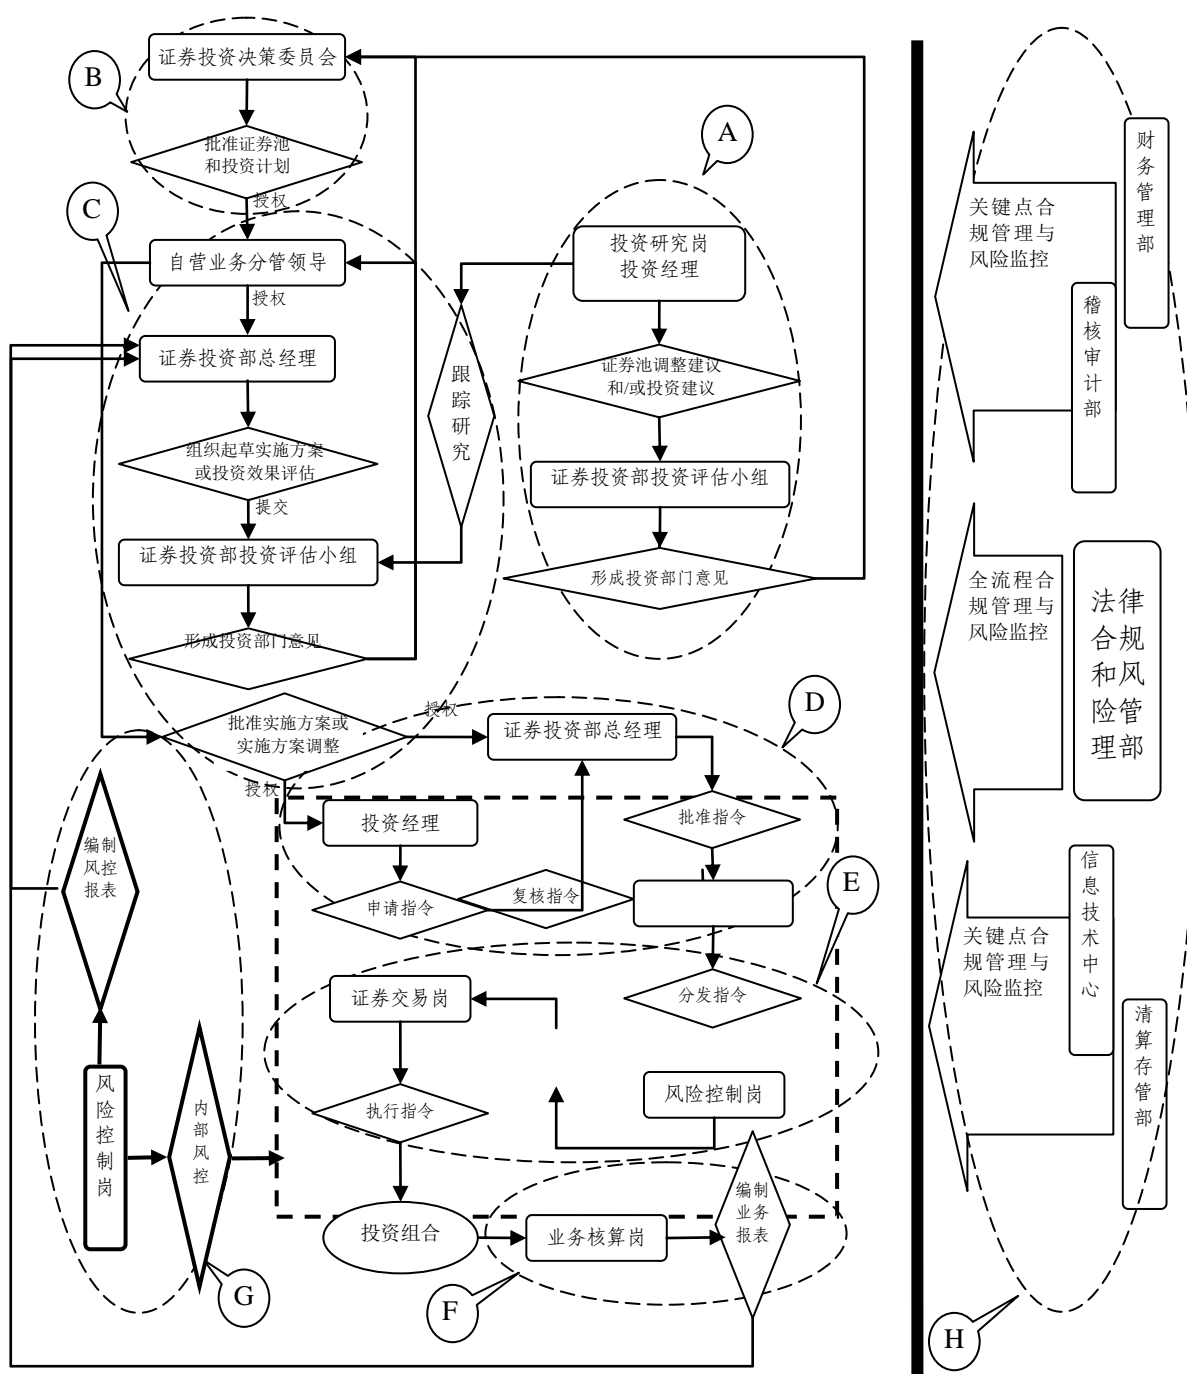 证券投资决策委员会
B
批准证券池
和投资计划
授权
A
C
自营业务分管领导
授权
投资研究岗
投资经理
证券投资部总经理
证券池调整建议
和/或投资建议
跟
踪
研
究
组织起草实施方案
或投资效果评估
提交
证券投资部投资评估小组
证券投资部投资评估小组
形成投资部门意见
形成投资部门意见
批准实施方案或
实施方案调整
授权
授权
证券投资部总经理
D
投资经理
批准指令
申请指令
复核指令
E
分发指令
证券交易岗
风险控制岗
执行指令
编制
风控
报表
风
险
控
制
岗
内
部
风
控
G
投资组合
业务核算岗
编制
业务
报表
F
关键点合
规管理与
风险监控
财
务
管
理
部
稽
核
审
计
部
全流程合
规管理与
风险监控
法律
合规
和风
险管
理部
关键点合
规管理与
风险监控
信
息
技
术
中
心
清
算
存
管
部
H